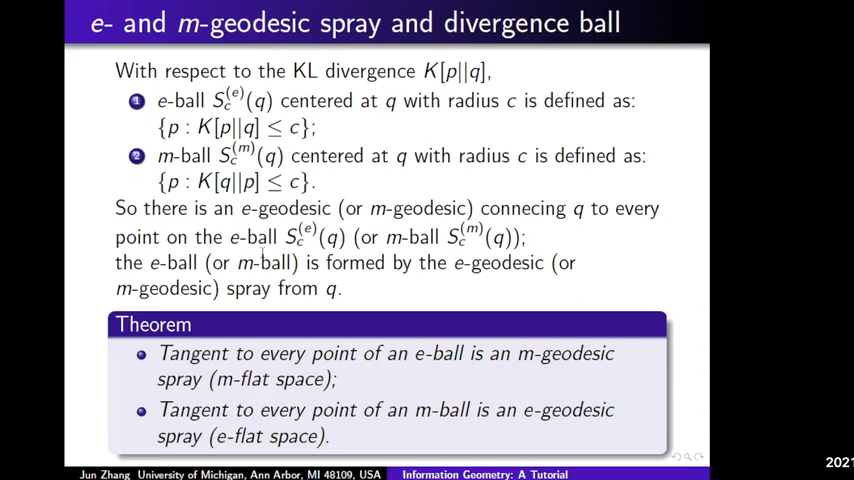 e- and m-geodesic spray and divergence ball
With respect to the KL divergence K[p||q],
1 e-ball S_c^(e)(q) centered at q with radius c is defined as:
{p : K[p||q] ≤ c};
2 m-ball S_c^(m)(q) centered at q with radius c is defined as:
{p : K[q||p] ≤ c}.
So there is an e-geodesic (or m-geodesic) connecing q to every
point on the e-ball S_c^(e)(q) (or m-ball S_c^(m)(q));
the e-ball (or m-ball) is formed by the e-geodesic (or
m-geodesic) spray from q.
Theorem
Tangent to every point of an e-ball is an m-geodesic
spray (m-flat space);
Tangent to every point of an m-ball is an e-geodesic
spray (e-flat space).
Jun Zhang University of Michigan, Ann Arbor, MI 48109, USA Information Geometry: A Tutorial
2021